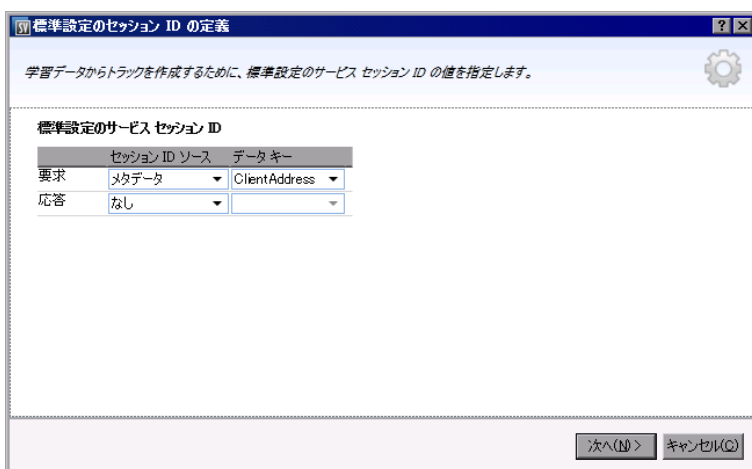 SV 標準設定のセッション ID の定義
? ×
学習データからトラックを作成するために、標準設定のサービス セッション ID の値を指定します。
標準設定のサービス セッション ID
セッション ID ソース データ キー
要求 メタデータ ClientAddress
応答 なし
次へ(N) > キャンセル(C)